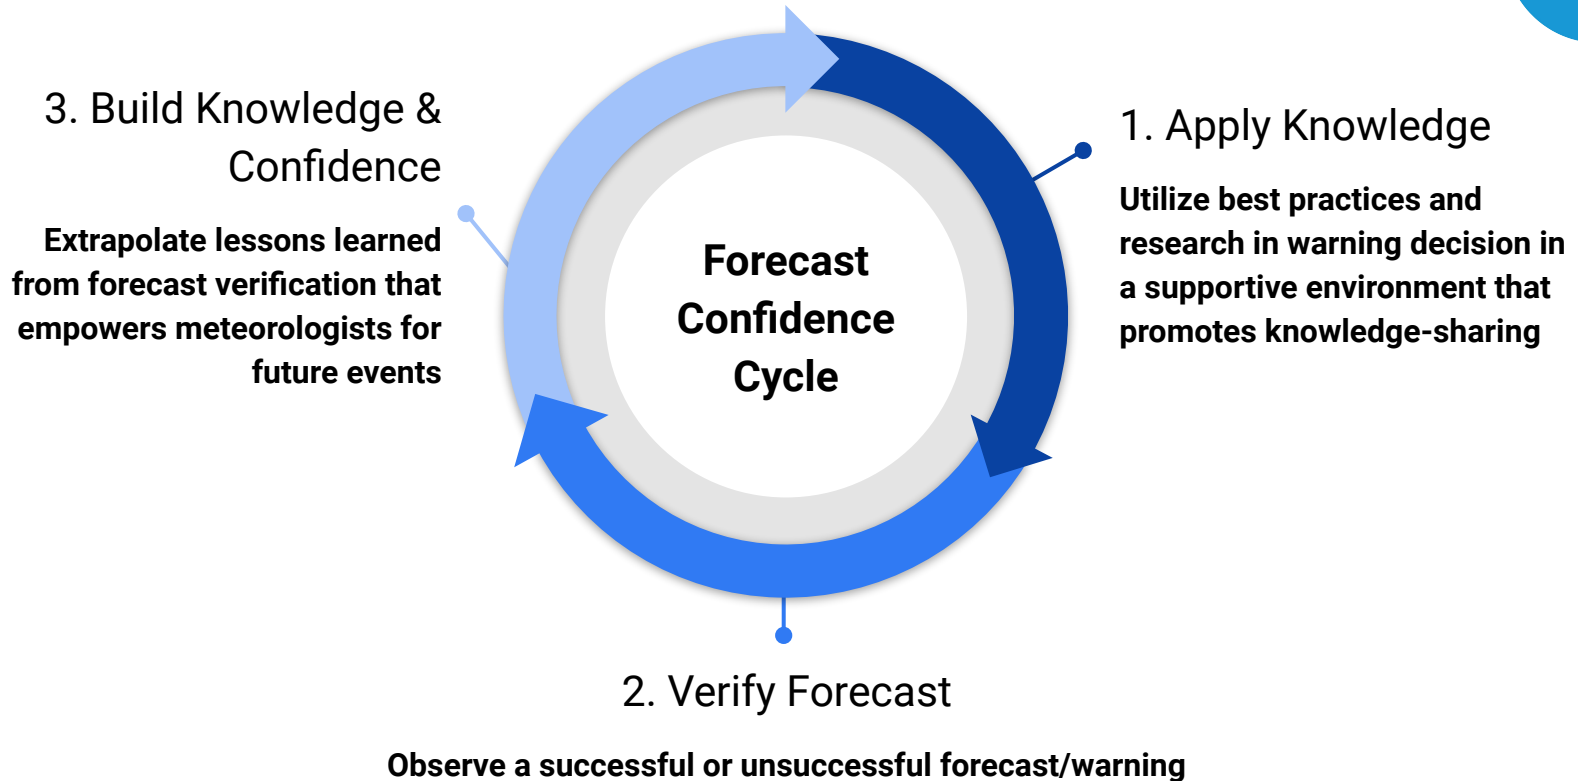 3. Build Knowledge &
Confidence
Extrapolate lessons learned
from forecast verification that
empowers meteorologists for
future events
Forecast
Confidence
Cycle
1. Apply Knowledge
Utilize best practices and
research in warning decision in
a supportive environment that
promotes knowledge-sharing
2. Verify Forecast
Observe a successful or unsuccessful forecast/warning